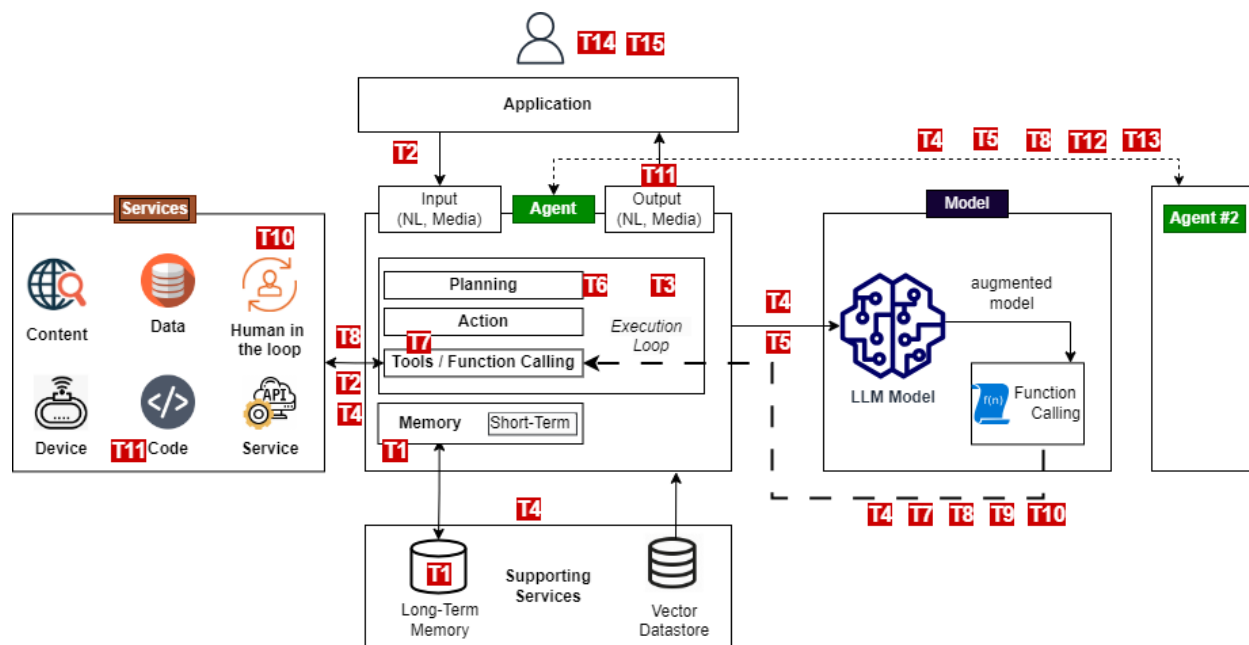 T14 T15
Application
T2
T4 T5 T8 T12 T13
T11
Input
(NL, Media)
Agent
Output
(NL, Media)
Services
Model
Agent #2
T10
Content
Data
Human in
the loop
Device
T11
Code
API
Service
T8
T2
T4
Planning
T6
T3
Action
Execution
Loop
T7
Tools / Function Calling
Memory
Short-Term
T1
T4
T5
LLM Model
augmented
model
f(n)
Function
Calling
T4 T7 T8 T9 T10
T4
T1
Long-Term
Memory
Supporting
Services
Vector
Datastore